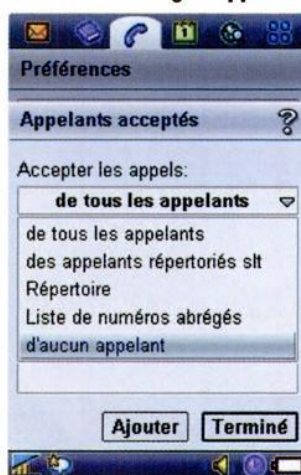 Préférences
Appelants acceptés
Accepter les appels:
de tous les appelants
de tous les appelants
des appelants répertoriés slt
Répertoire
Liste de numéros abrégés
d'aucun appelant
Ajouter
Terminé